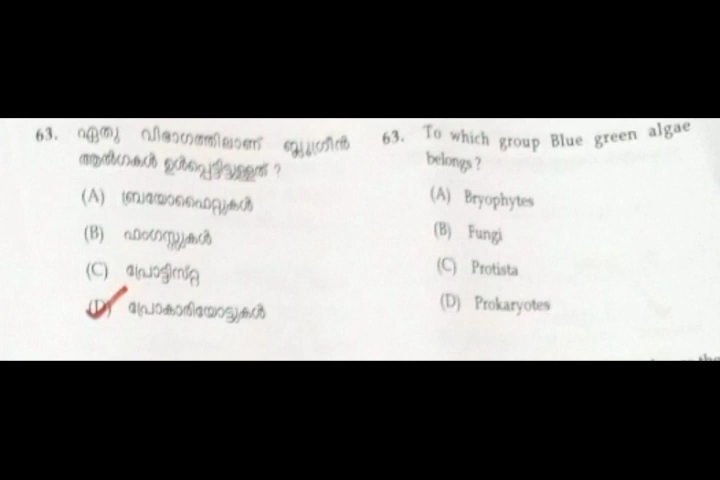 63. ഏതു വിഭാഗത്തിലാണ് ബ്ലൂഗ്രീൻ
ആൽഗകൾ ഉൾപ്പെട്ടിട്ടുള്ളത് ?
(A) ബ്രയോഫൈറ്റുകൾ
(B) ഫംഗസ്സുകൾ
(C) പ്രോട്ടിസ്റ്റ
(D) പ്രോകാരിയോട്ടുകൾ
63. To which group Blue green algae
belongs ?
(A) Bryophytes
(B) Fungi
(C) Protista
(D) Prokaryotes